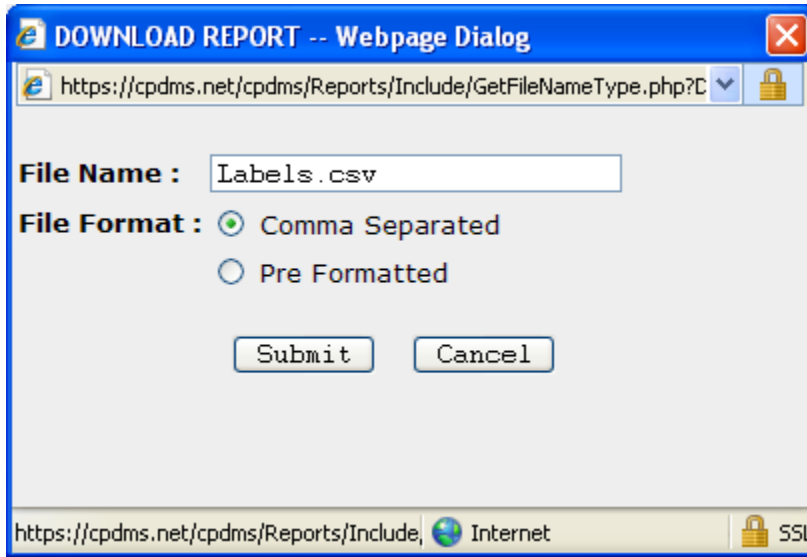 DOWNLOAD REPORT -- Webpage Dialog
https://cpdms.net/cpdms/Reports/Include/GetFileNameType.php?D
File Name : Labels.csv
File Format : Comma Separated
Pre Formatted
Submit Cancel
https://cpdms.net/cpdms/Reports/Include, Internet SSL